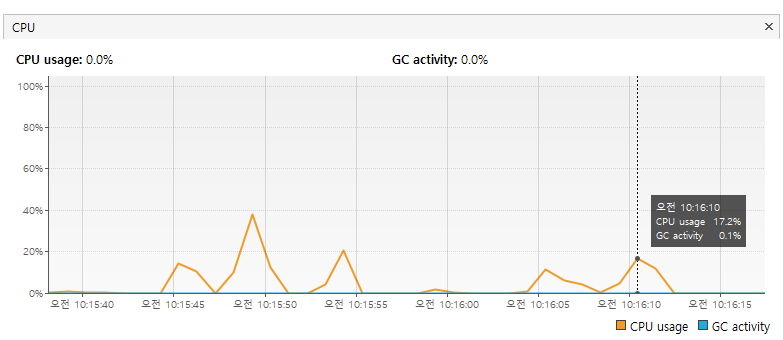 CPU ×
CPU usage: 0.0% GC activity: 0.0%
100%
80%
60%
40%
20%
0%
오전 10:16:10
CPU usage 17.2%
GC activity 0.1%
오전 10:15:40 오전 10:15:45 오전 10:15:50 오전 10:15:55 오전 10:16:00 오전 10:16:05 오전 10:16:10 오전 10:16:15
CPU usage GC activity